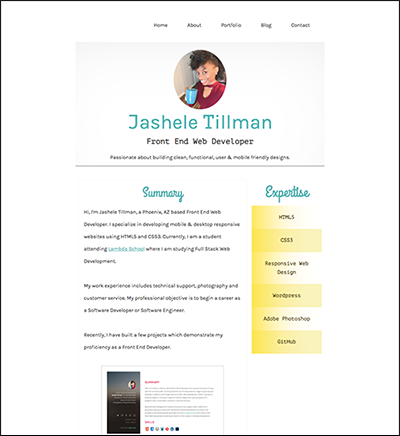 Home About Portfolio Blog Contact
Jashele Tillman
Front End Web Developer
Passionate about building clean, functional, user & mobile friendly designs.
Summary
Hi, I'm Jashele Tillman, a Phoenix, AZ based Front End Web
Developer. I specialize in developing mobile & desktop responsive
websites using HTML5 and CSS3. Currently, I am a student
attending Lambda School where I am studying Full Stack Web
Development.
My work experience includes technical support, photography and
customer service. My professional objective is to begin a career as
a Software Developer or Software Engineer.
Recently, I have built a few projects which demonstrate my
proficiency as a Front End Developer.
Expertise
HTML5
CSS3
Responsive Web
Design
Wordpress
Adobe Photoshop
GitHub
SUMMARY
SKILLS